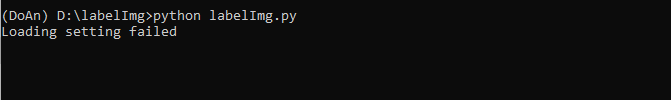 (DoAn) D:\labelImg>python labelImg.py
Loading setting failed